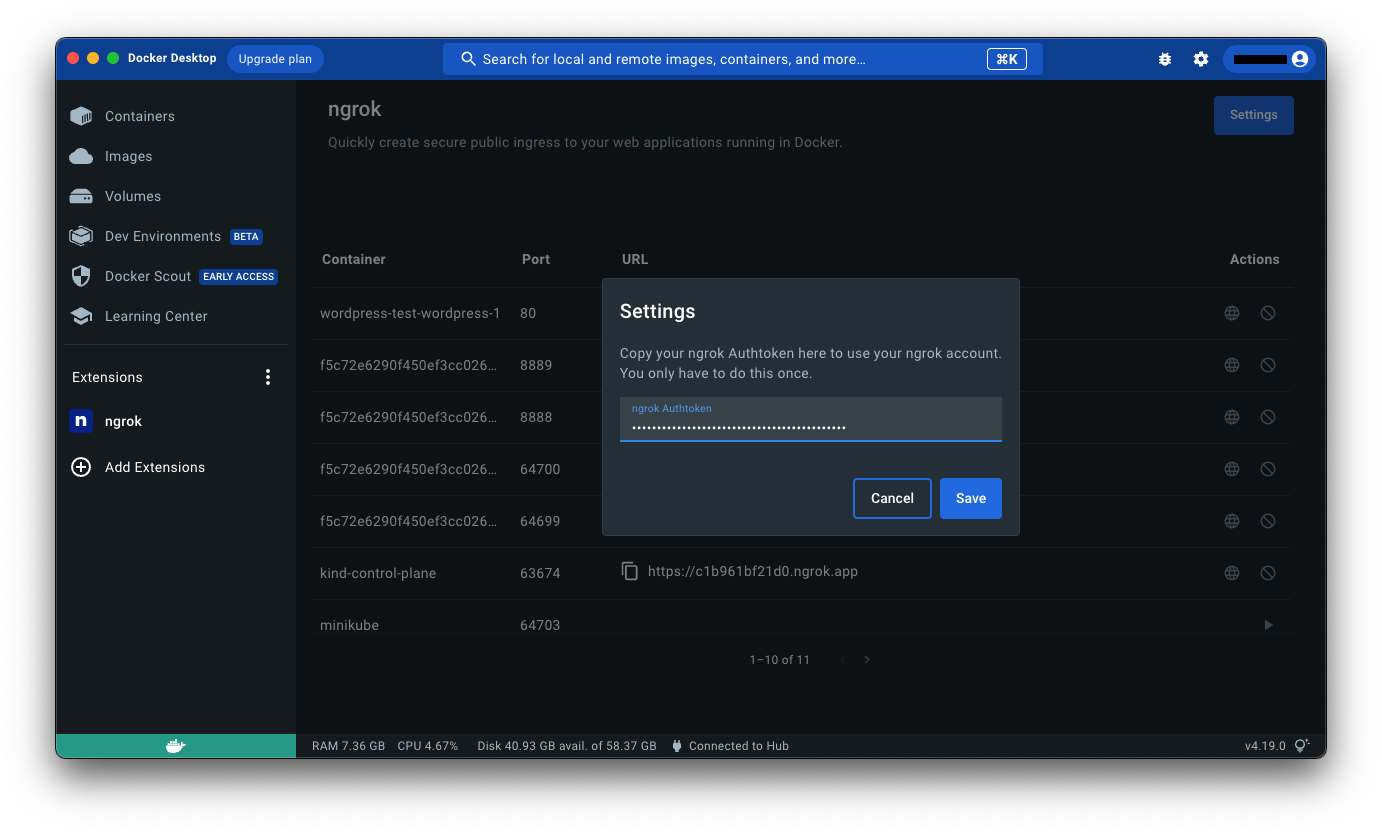 Docker Desktop
Upgrade plan
Search for local and remote images, containers, and more...
⌘K
Containers
Images
Volumes
Dev Environments BETA
Docker Scout EARLY ACCESS
Learning Center
Extensions
n ngrok
Add Extensions
ngrok
Settings
Quickly create secure public ingress to your web applications running in Docker.
Container Port URL Actions
wordpress-test-wordpress-1 80
f5c72e6290f450ef3cc026... 8889
f5c72e6290f450ef3cc026... 8888
f5c72e6290f450ef3cc026... 64700
f5c72e6290f450ef3cc026... 64699
kind-control-plane 63674 https://c1b961bf21d0.ngrok.app
minikube 64703
1–10 of 11
Settings
Copy your ngrok Authtoken here to use your ngrok account.
You only have to do this once.
ngrok Authtoken
Cancel
Save
RAM 7.36 GB CPU 4.67% Disk 40.93 GB avail. of 58.37 GB Connected to Hub v4.19.0